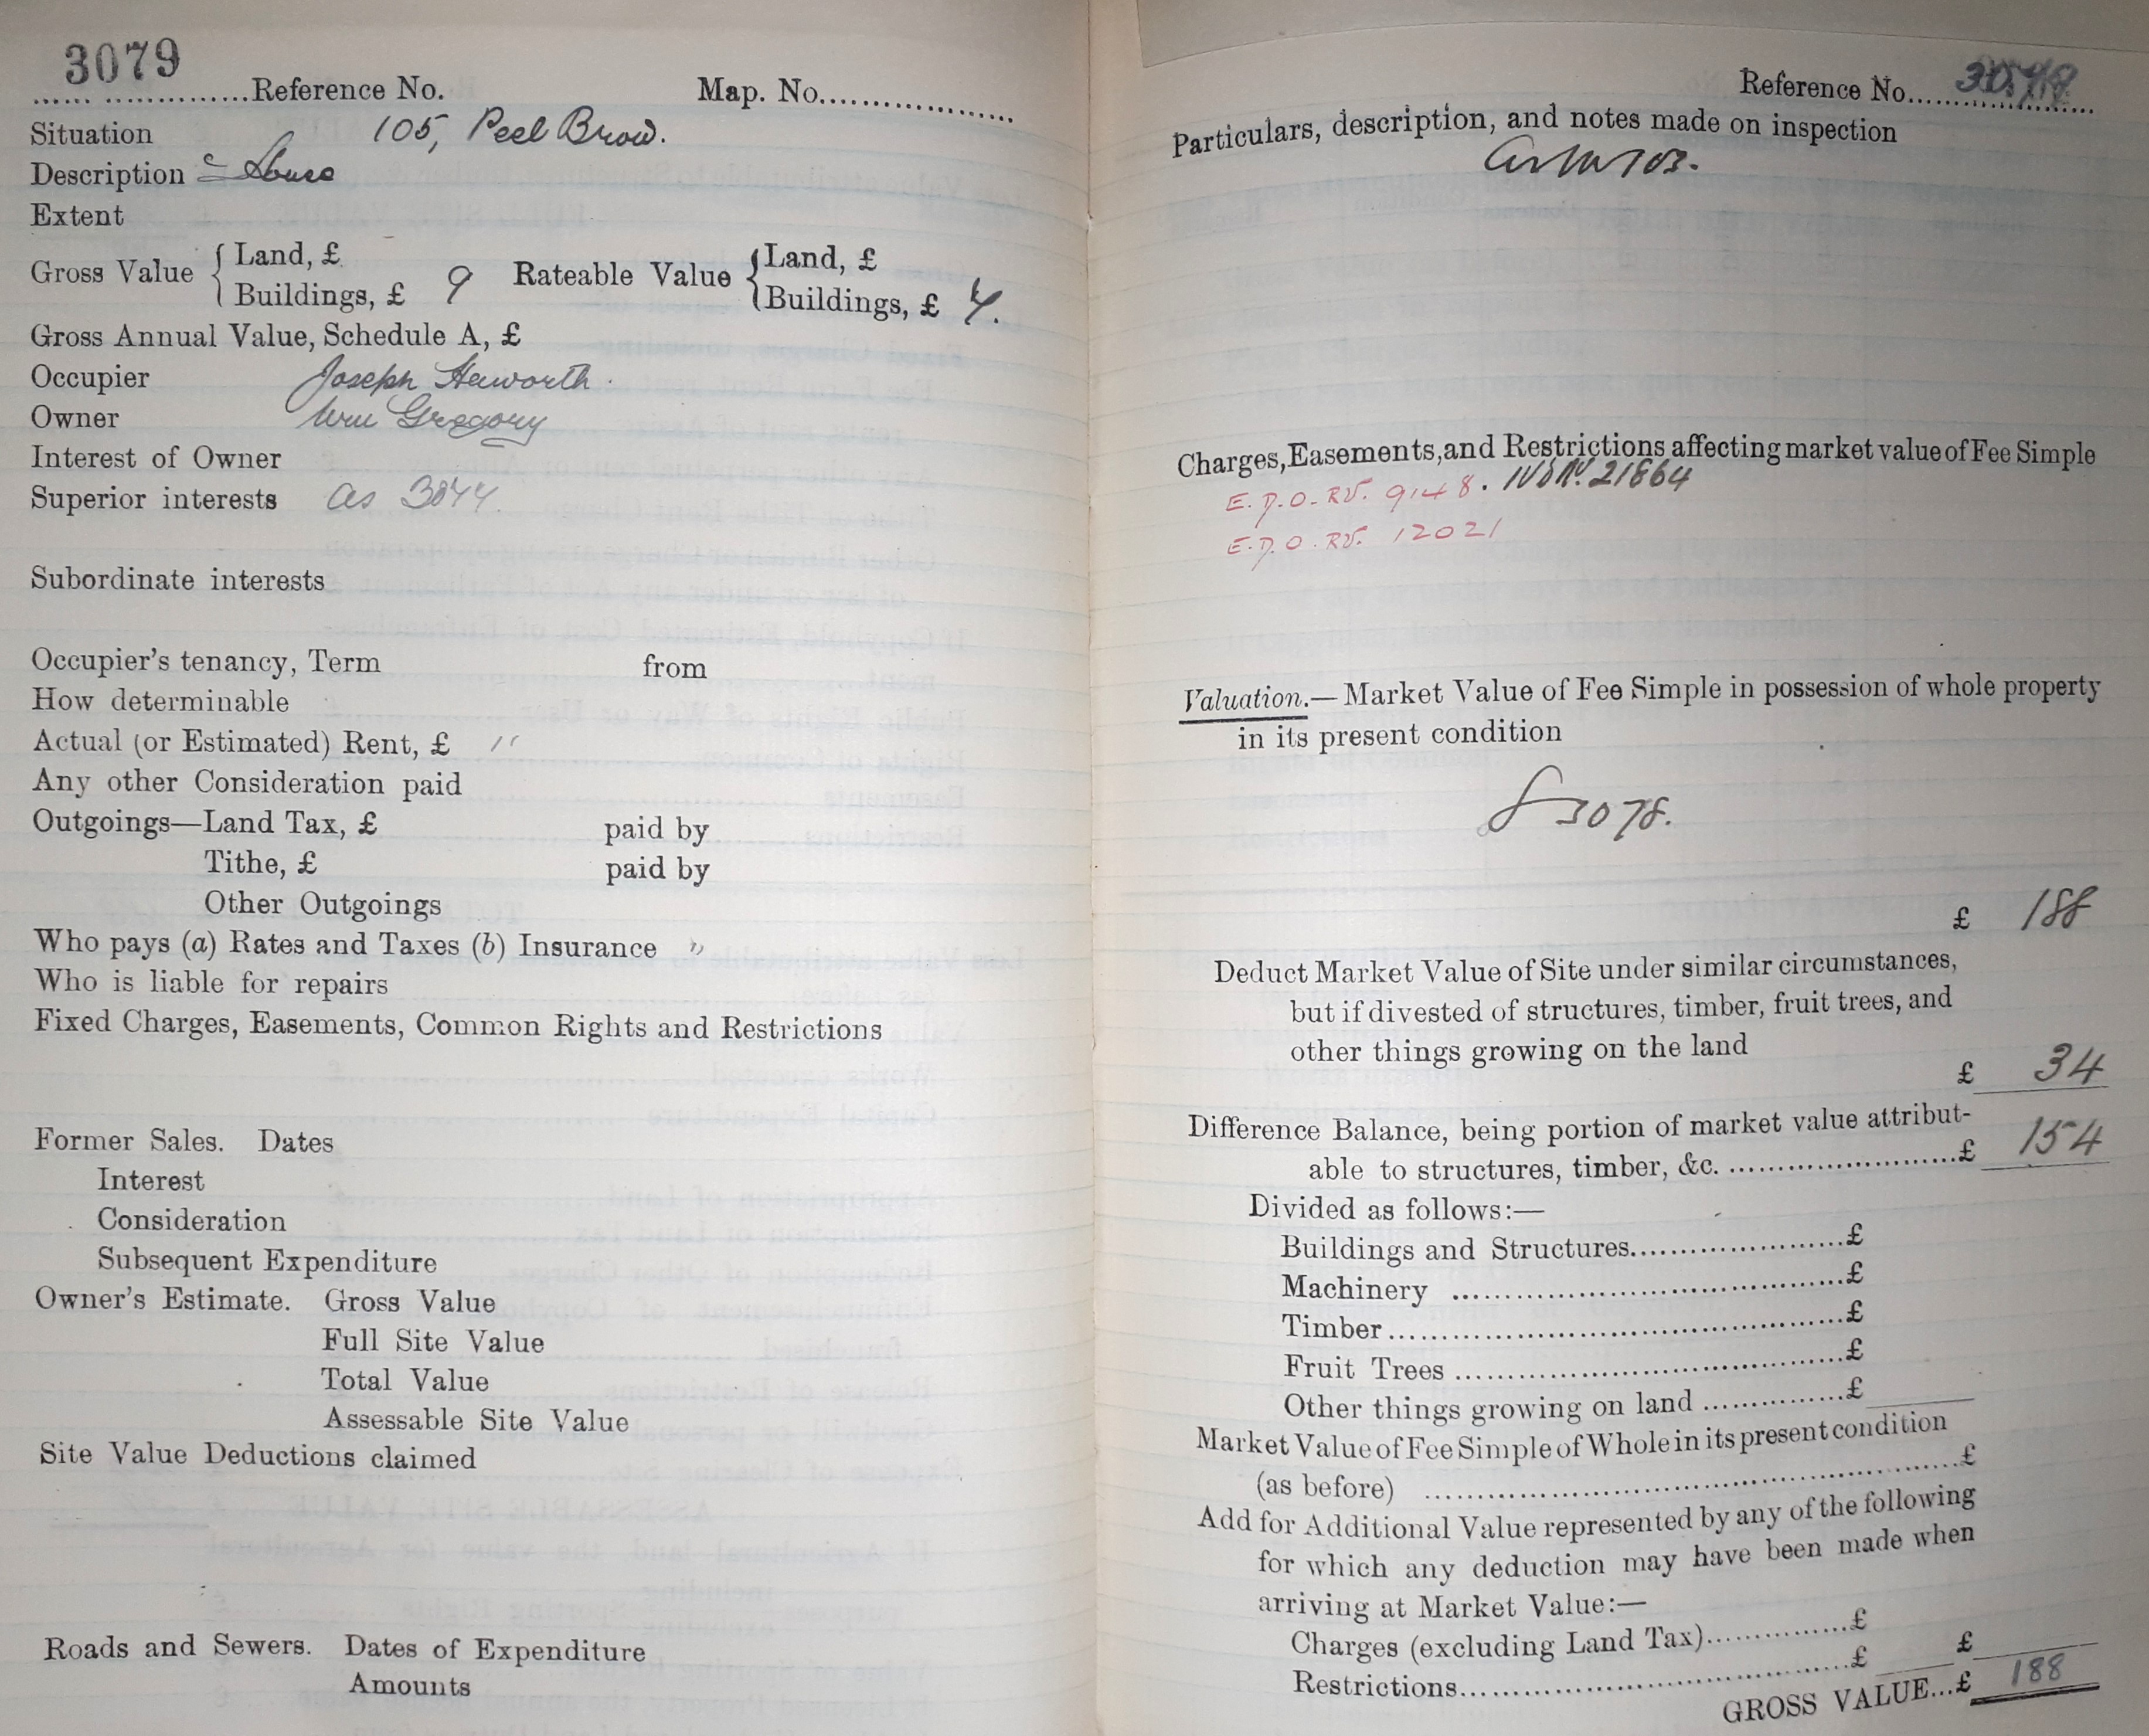 3079
...... ..............Reference No. Map. No....................
Situation 105, Peel Brow.
Description House
Extent
Gross Value { Land, £ Rateable Value { Land, £
Buildings, £ 9 Buildings, £
Gross Annual Value, Schedule A, £
Occupier Joseph Haworth.
Owner Wm Gregory
Interest of Owner
Superior interests as 3044.
Subordinate interests
Occupier's tenancy, Term from
How determinable
Actual (or Estimated) Rent, £ "
Any other Consideration paid
Outgoings—Land Tax, £ paid by
Tithe, £ paid by
Other Outgoings
Who pays (a) Rates and Taxes (b) Insurance "
Who is liable for repairs
Fixed Charges, Easements, Common Rights and Restrictions
Former Sales. Dates
Interest
Consideration
Subsequent Expenditure
Owner's Estimate. Gross Value
Full Site Value
Total Value
Assessable Site Value
Site Value Deductions claimed
Roads and Sewers. Dates of Expenditure
Amounts
Reference No.....................
Particulars, description, and notes made on inspection
103.
Charges, Easements, and Restrictions affecting market value of Fee Simple
E.D.O. RV. 9148. 21664
E.D.O. RV. 12021
Valuation.—Market Value of Fee Simple in possession of whole property
in its present condition
3078.
£ 188
Deduct Market Value of Site under similar circumstances,
but if divested of structures, timber, fruit trees, and
other things growing on the land
£ 34
Difference Balance, being portion of market value attribut-
able to structures, timber, &c. ..........................£ 154
Divided as follows:—
Buildings and Structures........................£
Machinery .............................................£
Timber....................................................£
Fruit Trees .............................................£
Other things growing on land ................£
Market Value of Fee Simple of Whole in its present condition
(as before) ..............................................................£
Add for Additional Value represented by any of the following
for which any deduction may have been made when
arriving at Market Value:—
Charges (excluding Land Tax)................£
Restrictions............................................£ £
GROSS VALUE...£ 188